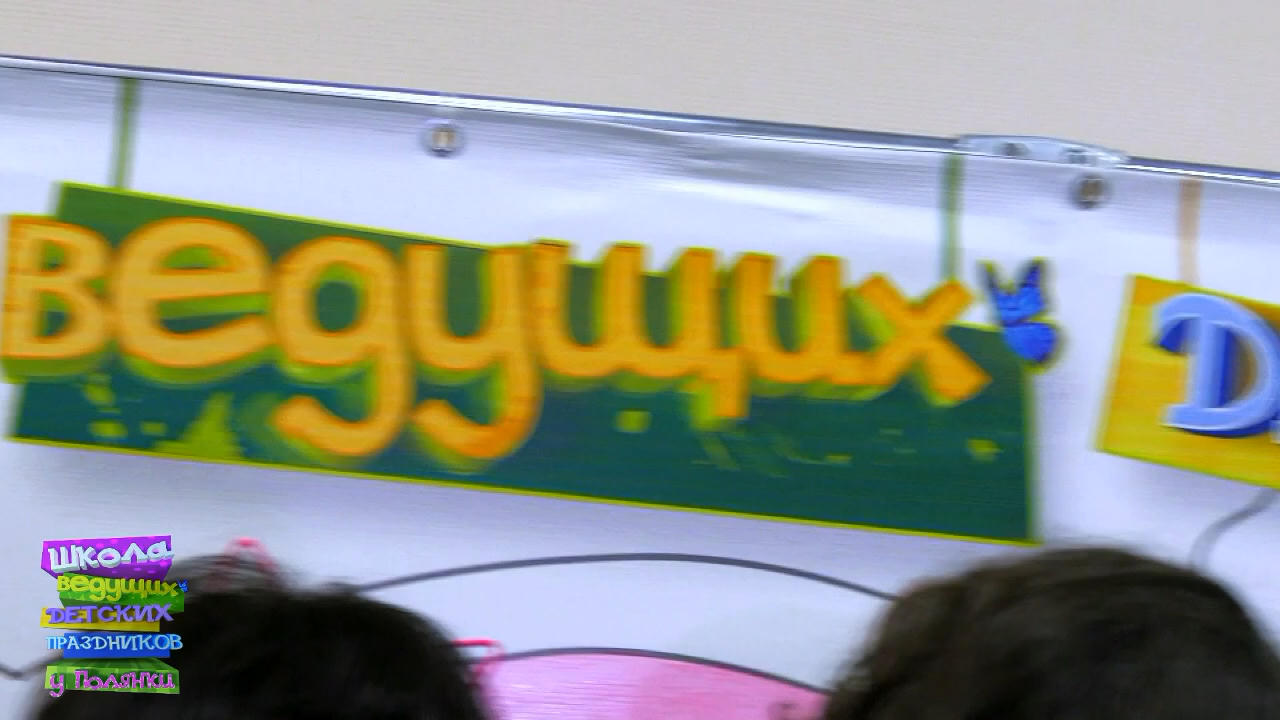 ведущих Д
Школа
ведущих
ДЕТСКИХ
ПРАЗДНИКОВ
у Полянки